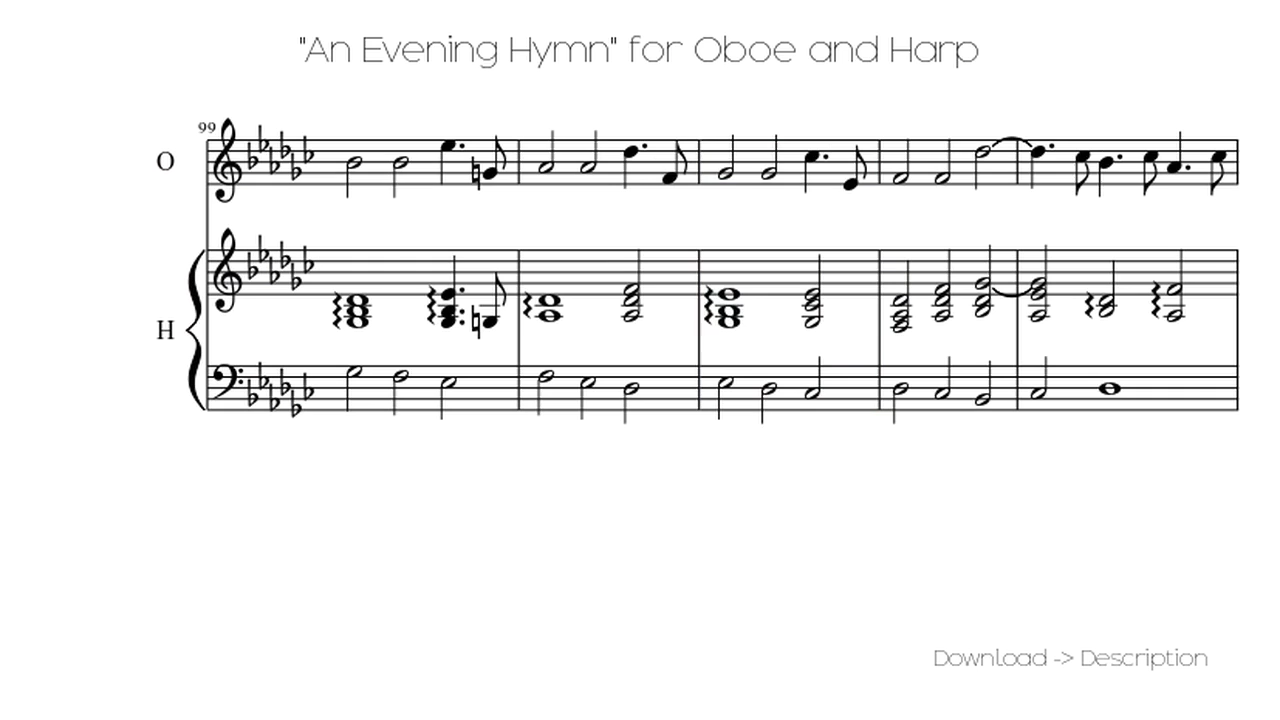 "An Evening Hymn" for Oboe and Harp
99
O
H
Download -> Description